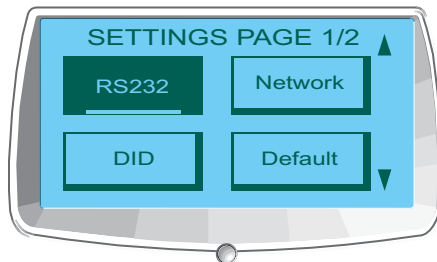 SETTINGS PAGE 1/2
RS232
Network
DID
Default